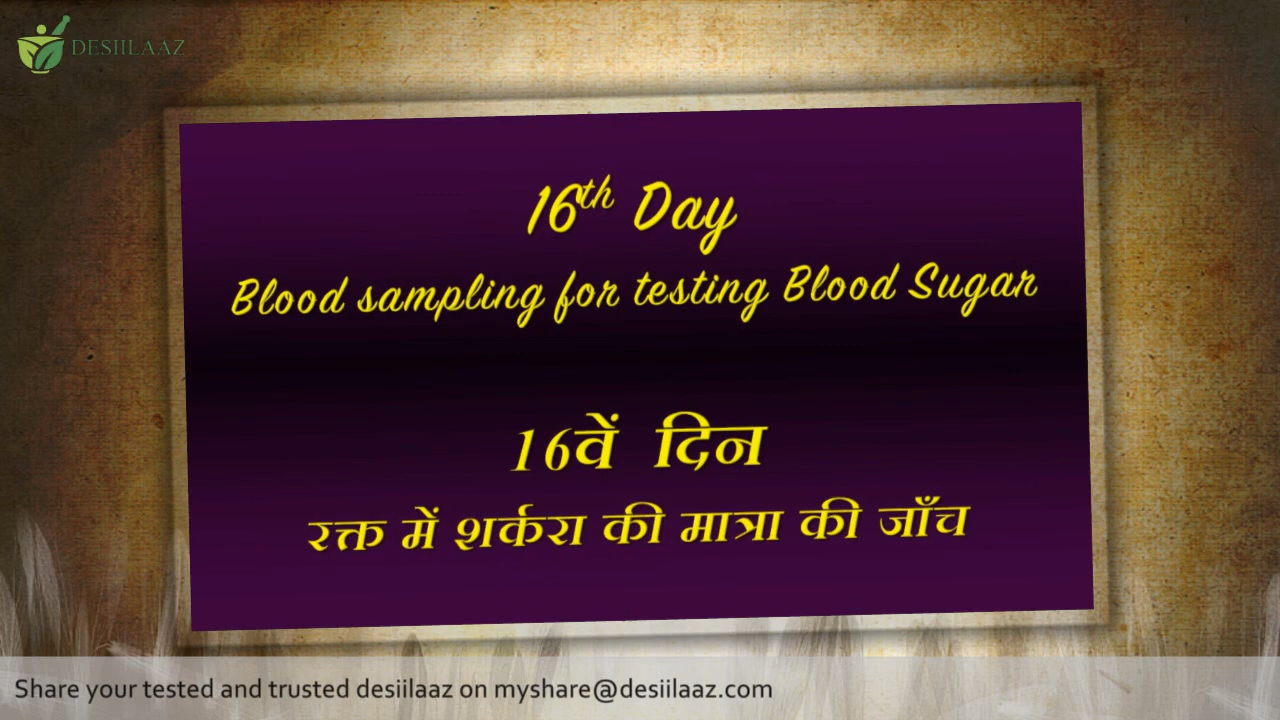 DESIILAAZ
16th Day
Blood sampling for testing Blood Sugar
16वें दिन
रक्त में शर्करा की मात्रा की जाँच
Share your tested and trusted desiilaaz on myshare@desiilaaz.com